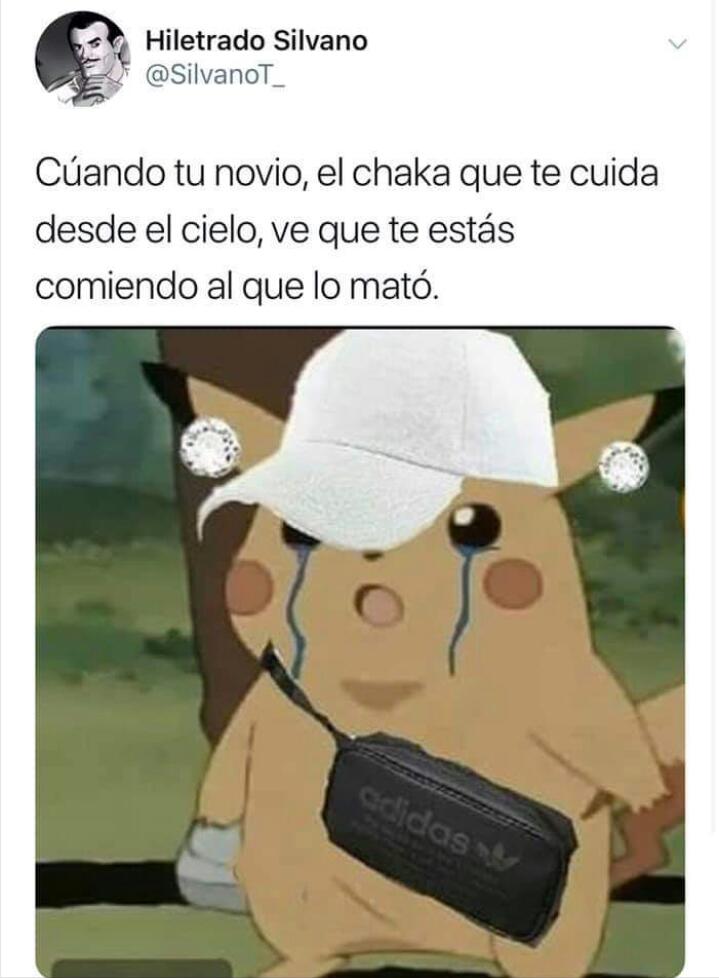 Hiletrado Silvano
@SilvanoT_
Cúando tu novio, el chaka que te cuida
desde el cielo, ve que te estás
comiendo al que lo mató.
adidas